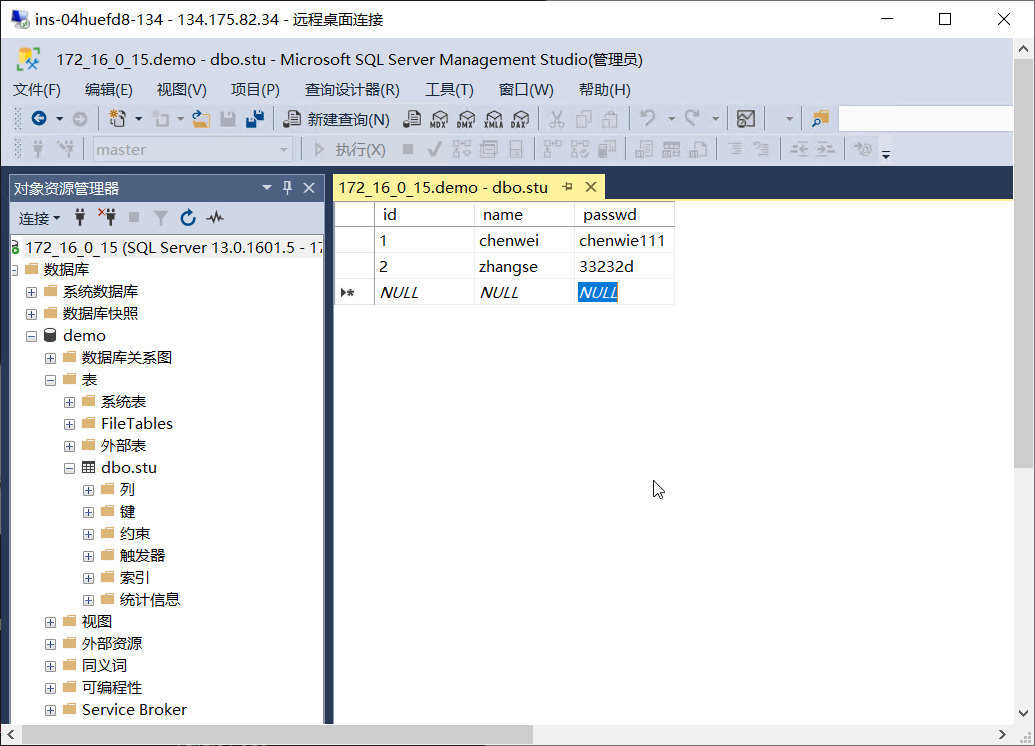 ins-04huefd8-134 - 134.175.82.34 - 远程桌面连接
172_16_0_15.demo - dbo.stu - Microsoft SQL Server Management Studio(管理员)
文件(F) 编辑(E) 视图(V) 项目(P) 查询设计器(R) 工具(T) 窗口(W) 帮助(H)
新建查询(N) MDX DMX XMLA DAX
master 执行(X)
对象资源管理器
172_16_0_15.demo - dbo.stu
连接
172_16_0_15 (SQL Server 13.0.1601.5 - 17
数据库
系统数据库
数据库快照
demo
数据库关系图
表
系统表
FileTables
外部表
dbo.stu
列
键
约束
触发器
索引
统计信息
视图
外部资源
同义词
可编程性
Service Broker
id name passwd
1 chenwei chenwie111
2 zhangse 33232d
NULL NULL NULL